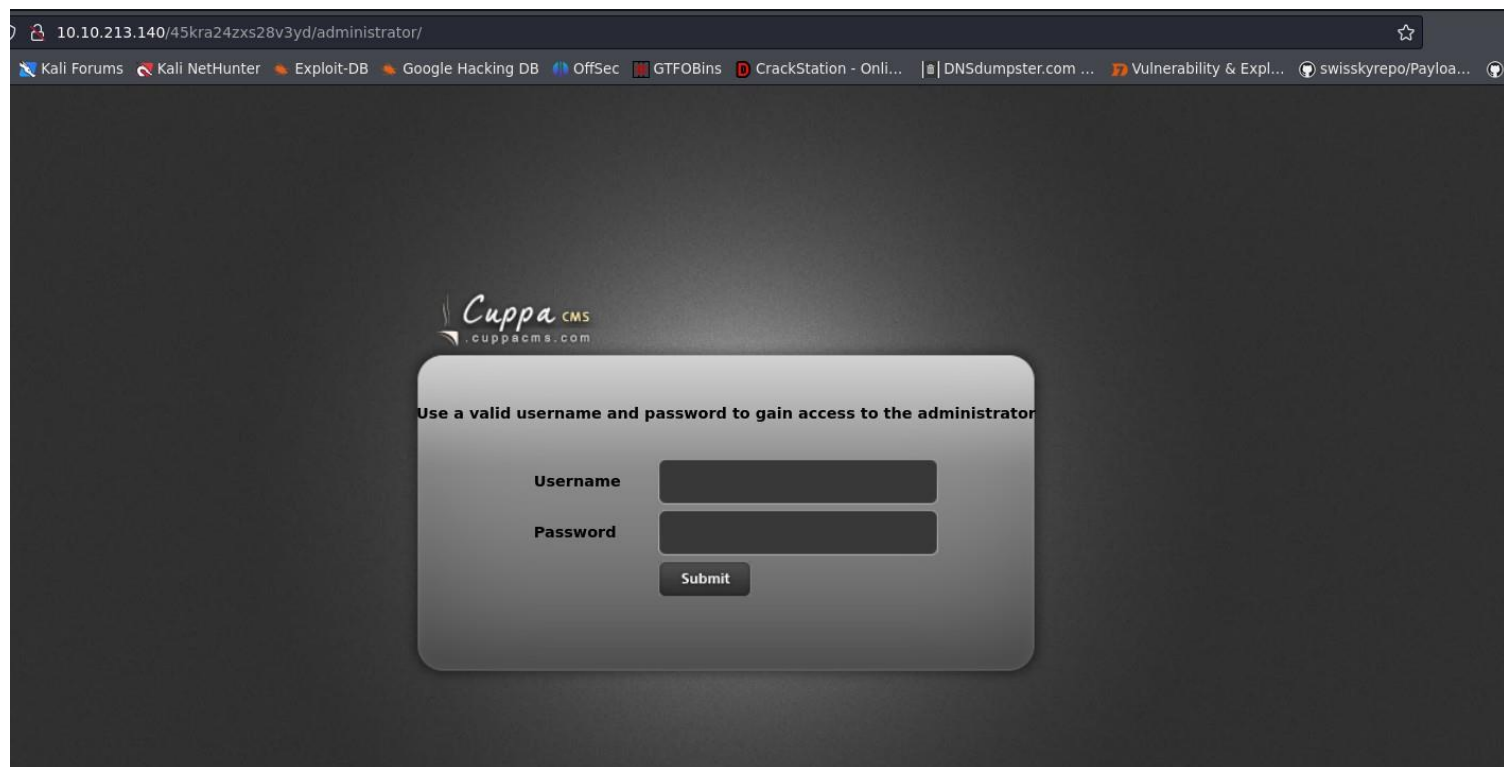 10.10.213.140/45kra24zxs28v3yd/administrator/
Kali Forums Kali NetHunter Exploit-DB Google Hacking DB OffSec GTFOBins CrackStation - Onli... DNSdumpster.com ... Vulnerability & Expl... swisskyrepo/Payloa...
Cuppa CMS
.cuppacms.com
Use a valid username and password to gain access to the administrator
Username
Password
Submit